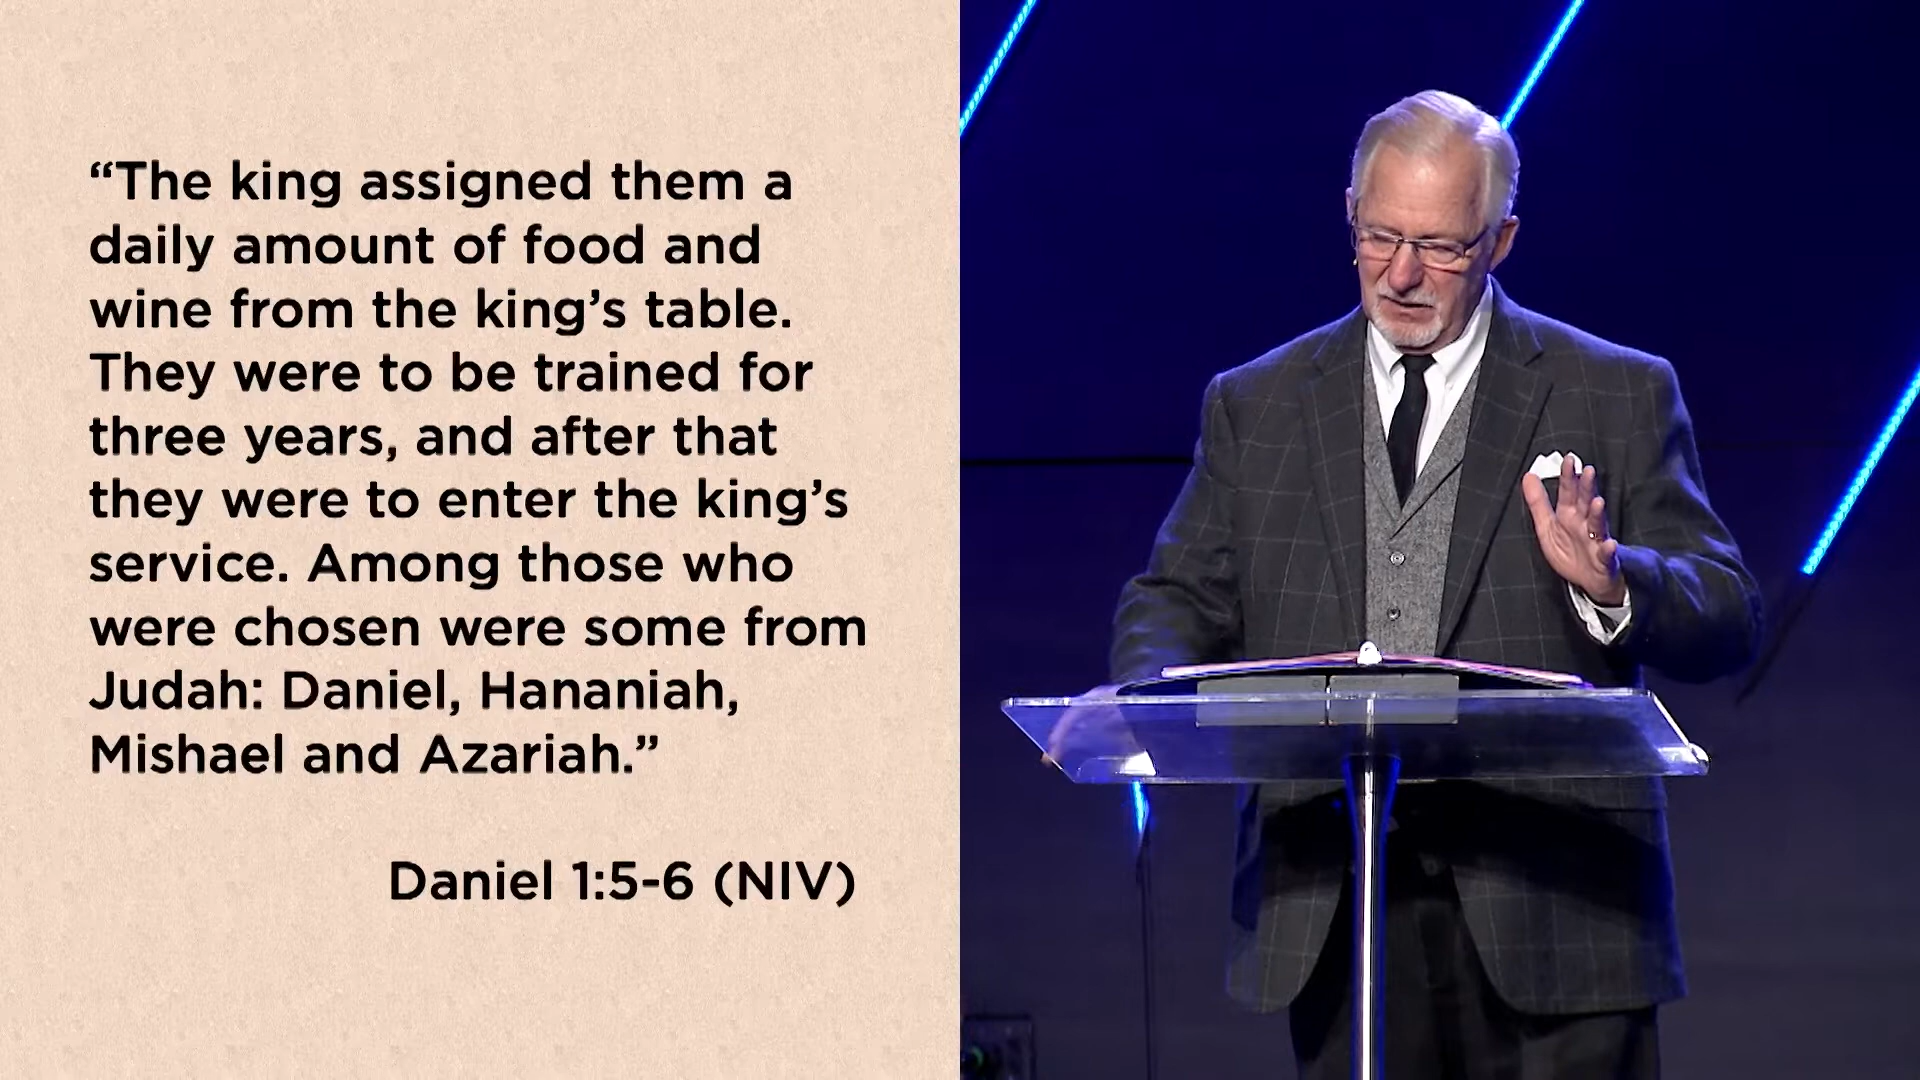 “The king assigned them a
daily amount of food and
wine from the king’s table.
They were to be trained for
three years, and after that
they were to enter the king’s
service. Among those who
were chosen were some from
Judah: Daniel, Hananiah,
Mishael and Azariah.”
Daniel 1:5-6 (NIV)